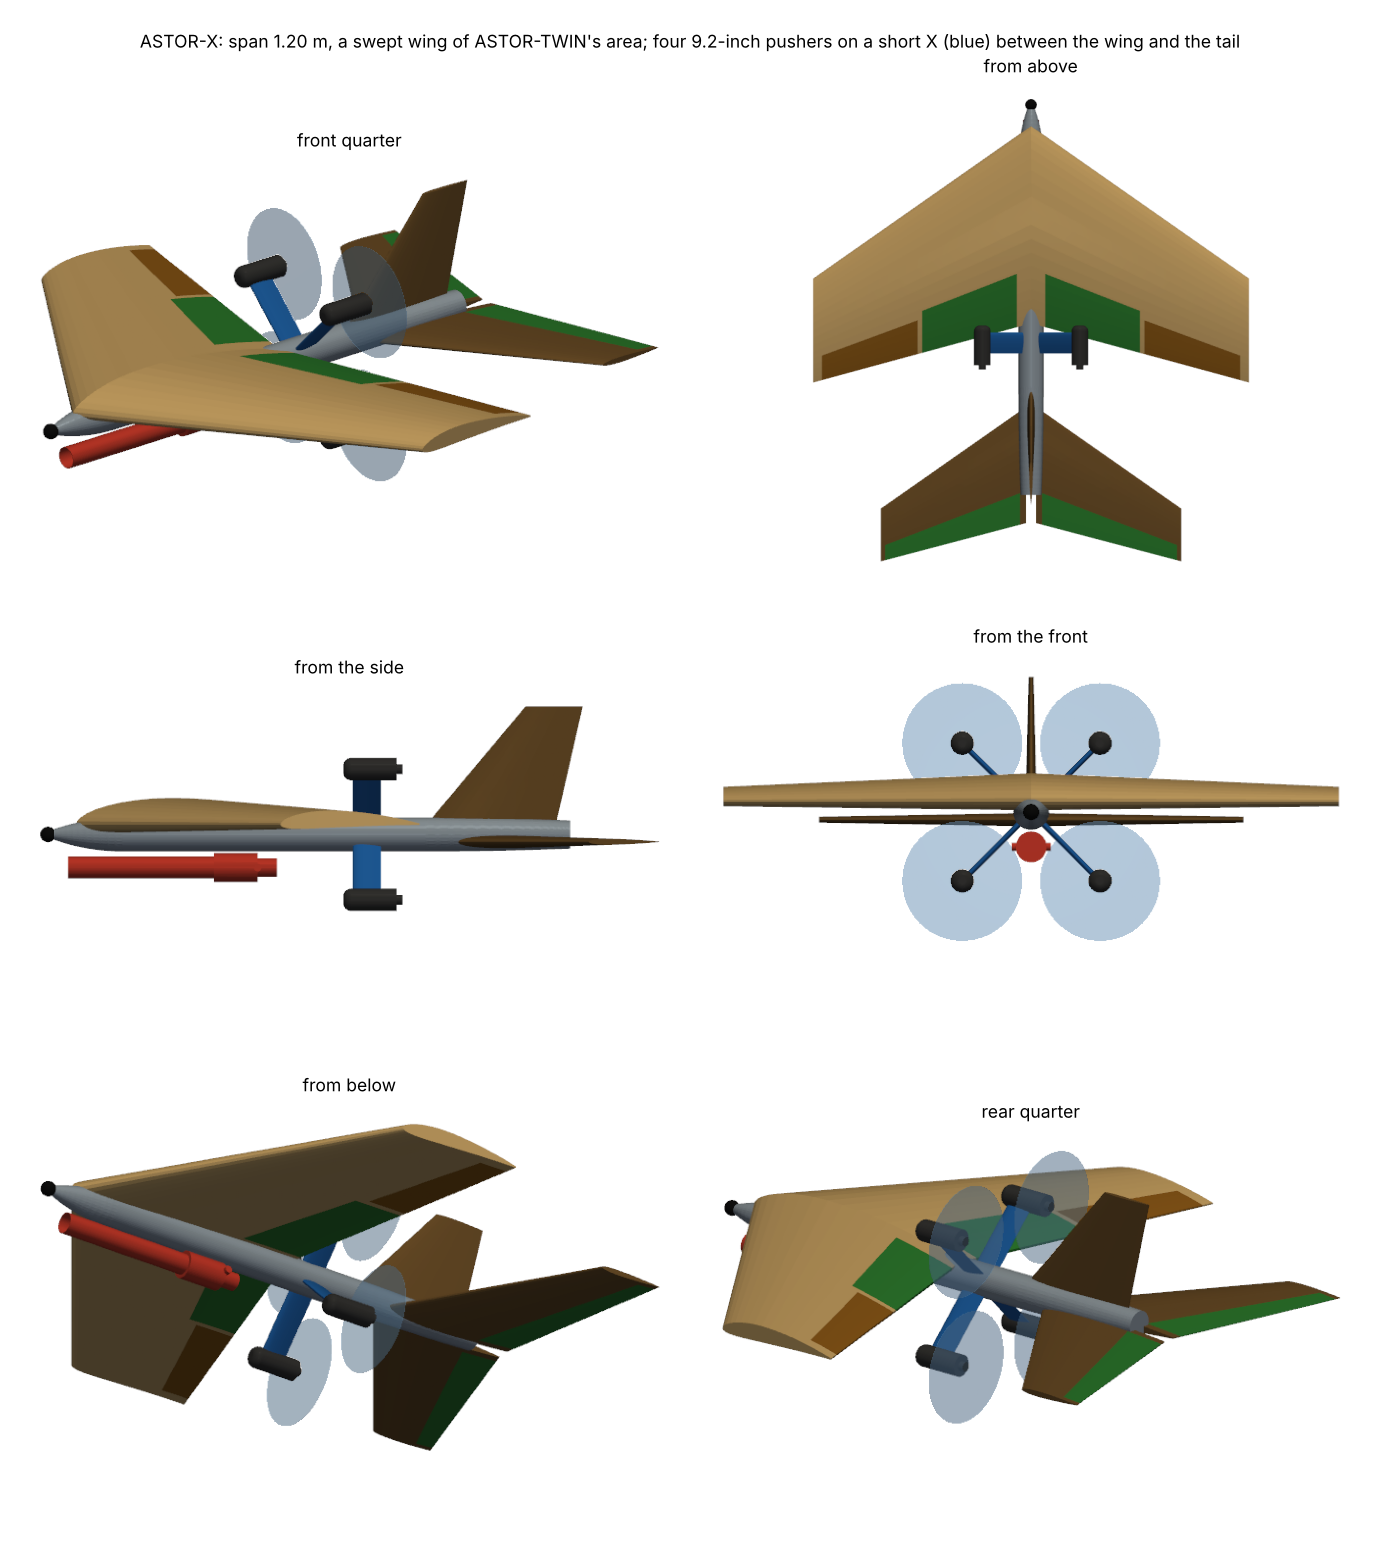 ASTOR-X: span 1.20 m, a swept wing of ASTOR-TWIN's area; four 9.2-inch pushers on a short X (blue) between the wing and the tail
from above
front quarter
from the front
from the side
from below
rear quarter